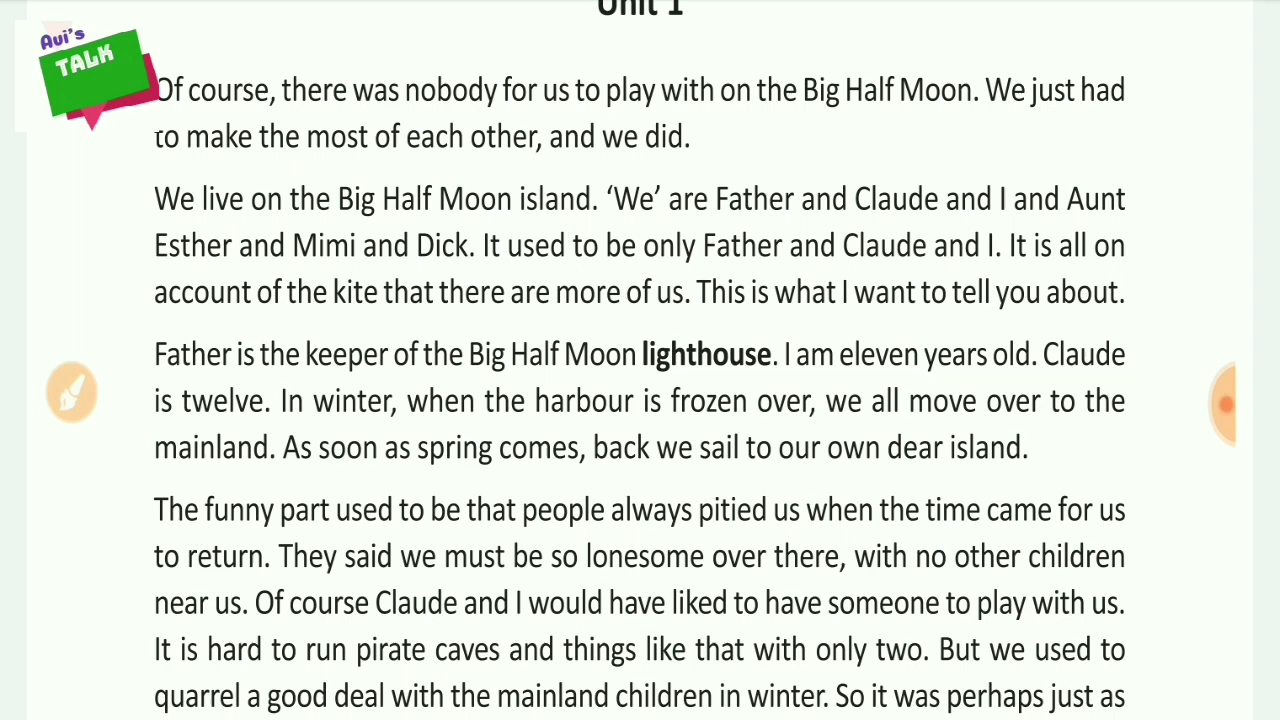 Unit 1
Avi's
TALK
Of course, there was nobody for us to play with on the Big Half Moon. We just had
to make the most of each other, and we did.
We live on the Big Half Moon island. ‘We’ are Father and Claude and I and Aunt
Esther and Mimi and Dick. It used to be only Father and Claude and I. It is all on
account of the kite that there are more of us. This is what I want to tell you about.
Father is the keeper of the Big Half Moon lighthouse. I am eleven years old. Claude
is twelve. In winter, when the harbour is frozen over, we all move over to the
mainland. As soon as spring comes, back we sail to our own dear island.
The funny part used to be that people always pitied us when the time came for us
to return. They said we must be so lonesome over there, with no other children
near us. Of course Claude and I would have liked to have someone to play with us.
It is hard to run pirate caves and things like that with only two. But we used to
quarrel a good deal with the mainland children in winter. So it was perhaps just as